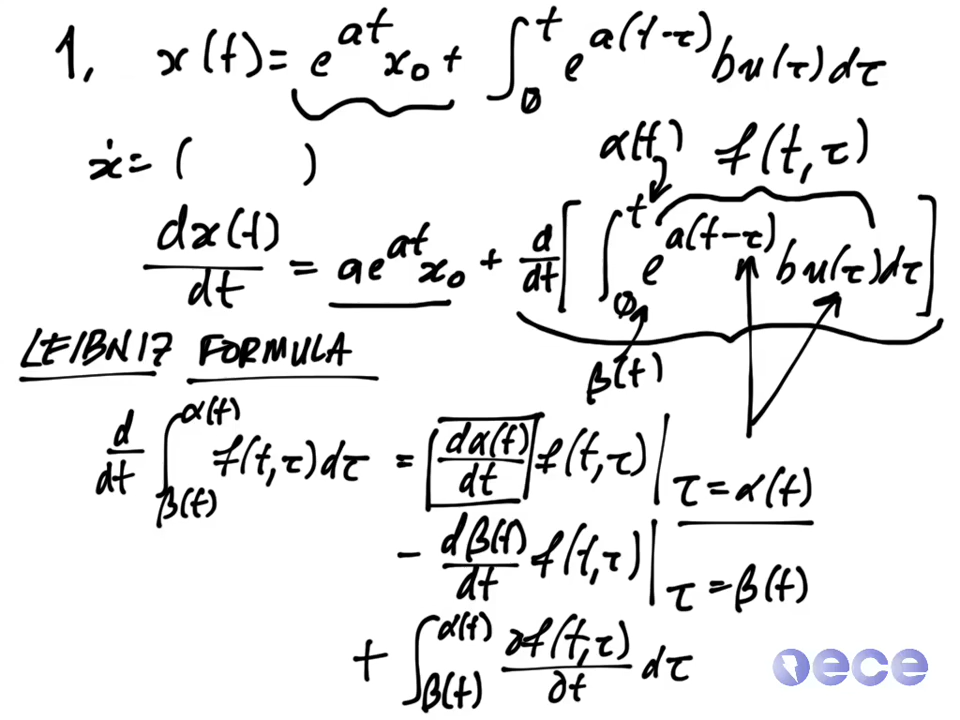 1, x(t)= e^{at} x_0 + ∫_0^t e^{a(t-τ)} bu(τ)dτ
ẋ= ( )
α(t) f(t,τ)
dx(t)/dt = ae^{at} x_0 + d/dt [ ∫_0^t e^{a(t-τ)} bu(τ)dτ ]
β(t)
LEIBNIZ FORMULA
d/dt ∫_{β(t)}^{α(t)} f(t,τ)dτ = dα(t)/dt f(t,τ)| τ=α(t)
- dβ(t)/dt f(t,τ)| τ=β(t)
+ ∫_{β(t)}^{α(t)} ∂f(t,τ)/∂t dτ
ece